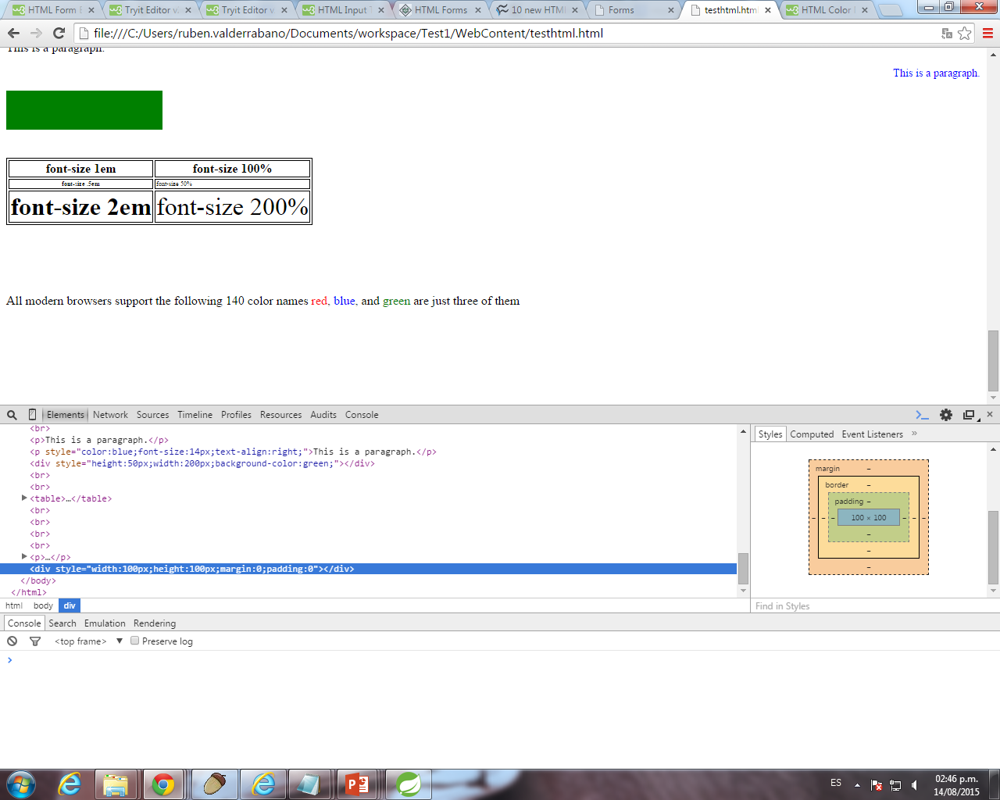 HTML Form E
Tryit Editor v.
Tryit Editor v.
HTML Input T
HTML Forms
10 new HTML
Forms
testhtml.html
HTML Color
file:///C:/Users/ruben.valderrabano/Documents/workspace/Test1/WebContent/testhtml.html
This is a paragraph.
This is a paragraph.
font-size 1em font-size 100%
font-size .5em font-size 50%
font-size 2em font-size 200%
All modern browsers support the following 140 color names red, blue, and green are just three of them
Elements Network Sources Timeline Profiles Resources Audits Console
<br>
<p>This is a paragraph.</p>
<p style="color:blue;font-size:14px;text-align:right;">This is a paragraph.</p>
<div style="height:50px;width:200px;background-color:green;"></div>
<br>
<br>
<table>…</table>
<br>
<br>
<br>
<br>
<p>…</p>
<div style="width:100px;height:100px;margin:0;padding:0"></div>
</body>
</html>
html body div
Styles Computed Event Listeners »
margin –
border –
padding –
– – – 100 × 100 – – –
–
–
–
Find in Styles
Console Search Emulation Rendering
<top frame> ▼ Preserve log
>
ES
02:46 p.m.
14/08/2015